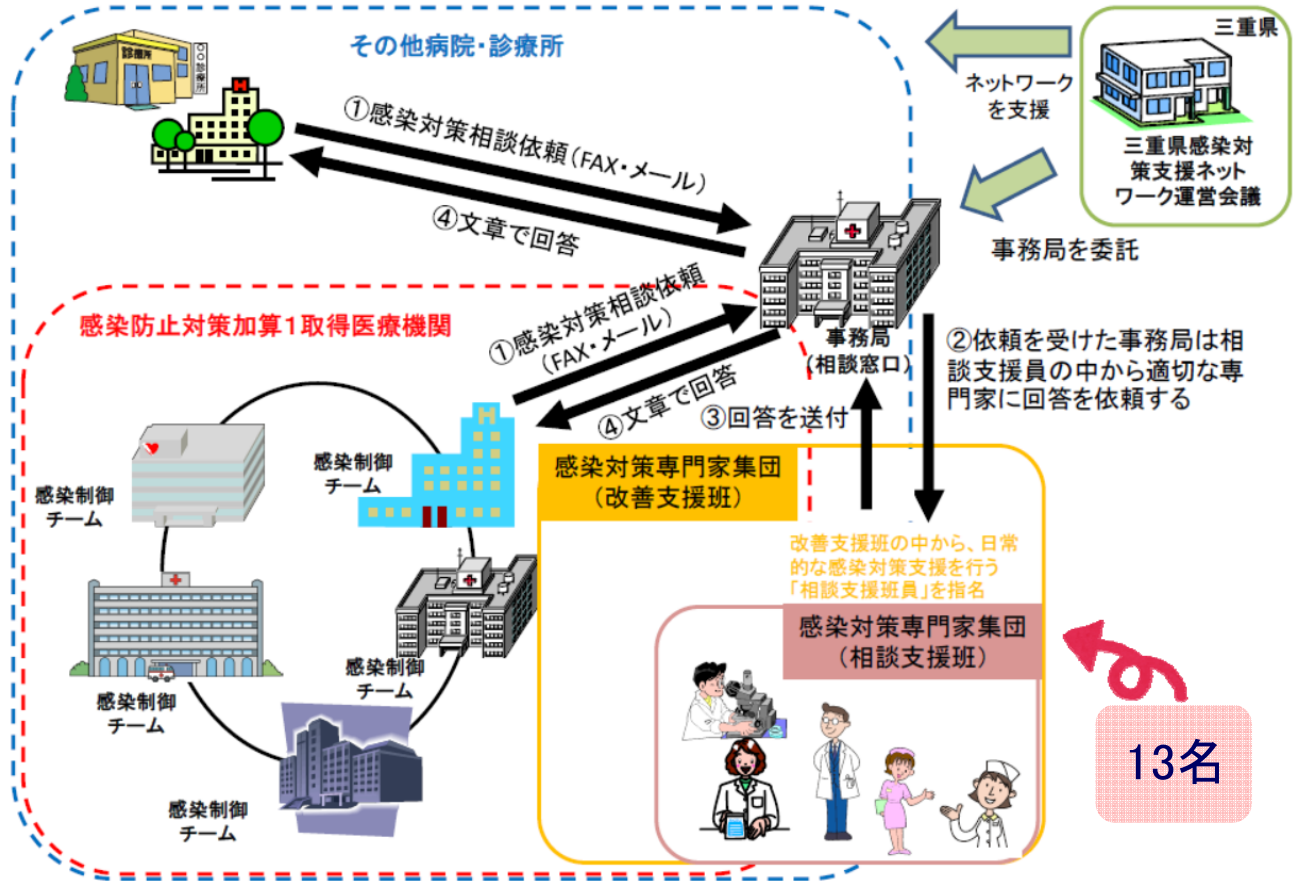 その他病院・診療所
診療所
〇〇診療所
三重県
ネットワーク
を支援
三重県感染対
策支援ネット
ワーク運営会議
事務局を委託
①感染対策相談依頼(FAX・メール)
④文章で回答
感染防止対策加算1取得医療機関
①感染対策相談依頼
(FAX・メール)
④文章で回答
事務局
(相談窓口)
②依頼を受けた事務局は相
談支援員の中から適切な専
門家に回答を依頼する
③回答を送付
感染制御
チーム
感染制御
チーム
感染制御
チーム
感染制御
チーム
感染制御
チーム
感染対策専門家集団
(改善支援班)
改善支援班の中から、日常
的な感染対策支援を行う
「相談支援班員」を指名
感染対策専門家集団
(相談支援班)
13名
H
H